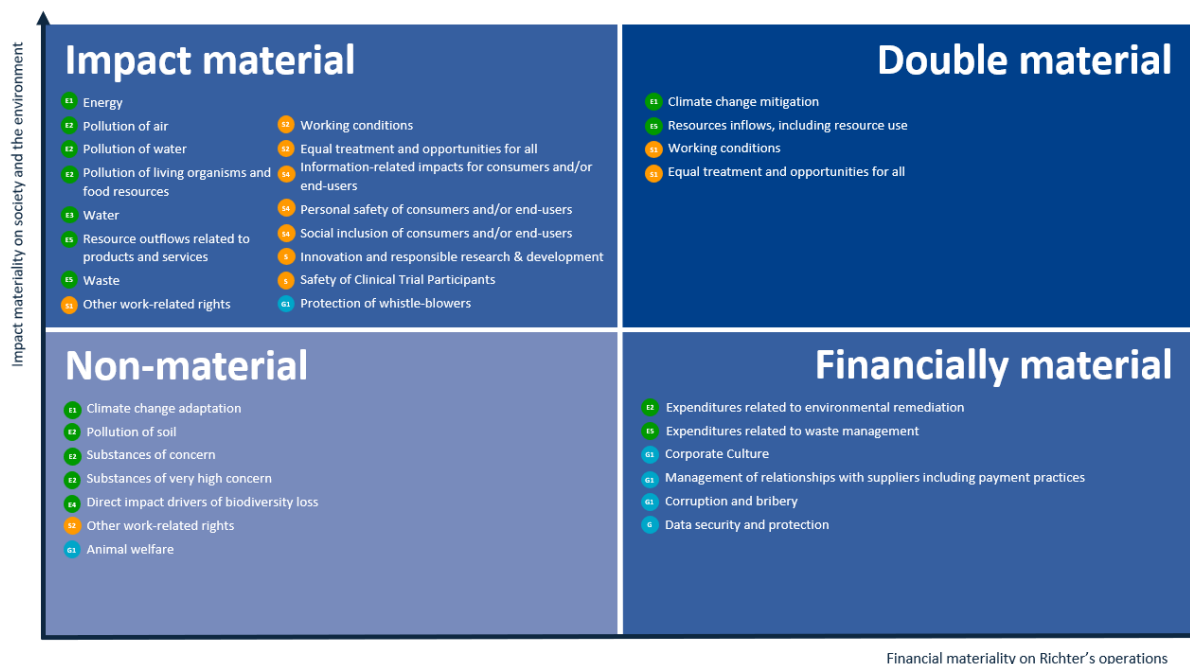 Impact materiality on society and the environment
Impact material
E1 Energy
E2 Pollution of air
E2 Pollution of water
E2 Pollution of living organisms and
food resources
E3 Water
E5 Resource outflows related to
products and services
E5 Waste
S1 Other work-related rights
S2 Working conditions
S2 Equal treatment and opportunities for all
S4 Information-related impacts for consumers and/or
end-users
S4 Personal safety of consumers and/or end-users
S4 Social inclusion of consumers and/or end-users
S Innovation and responsible research & development
S Safety of Clinical Trial Participants
G1 Protection of whistle-blowers
Double material
E1 Climate change mitigation
E5 Resources inflows, including resource use
S1 Working conditions
S1 Equal treatment and opportunities for all
Non-material
E1 Climate change adaptation
E2 Pollution of soil
E2 Substances of concern
E2 Substances of very high concern
E4 Direct impact drivers of biodiversity loss
S2 Other work-related rights
G1 Animal welfare
Financially material
E2 Expenditures related to environmental remediation
E5 Expenditures related to waste management
G1 Corporate Culture
G1 Management of relationships with suppliers including payment practices
G1 Corruption and bribery
G Data security and protection
Financial materiality on Richter's operations